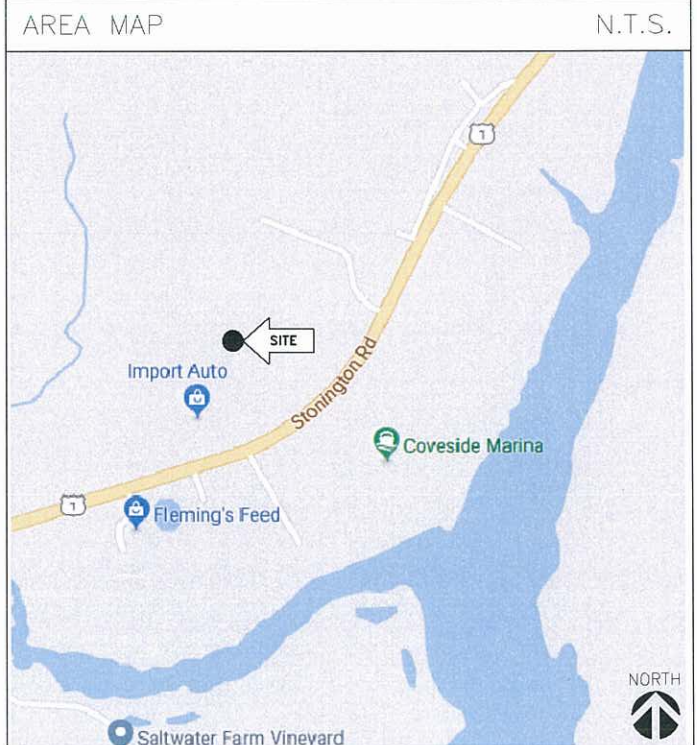 AREA MAP
N.T.S.
1
SITE
Import Auto
Stonington Rd
Coveside Marina
1
Fleming's Feed
NORTH
Saltwater Farm Vineyard